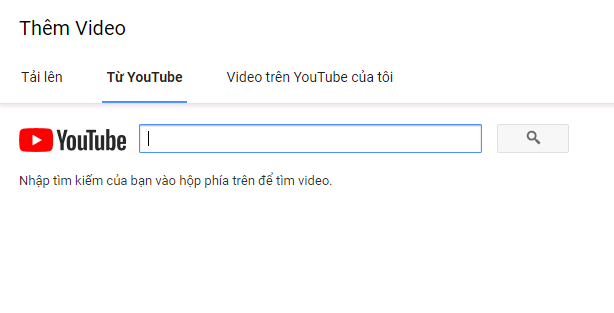 Thêm Video
Tải lên Từ YouTube Video trên YouTube của tôi
YouTube
Nhập tìm kiếm của bạn vào hộp phía trên để tìm video.